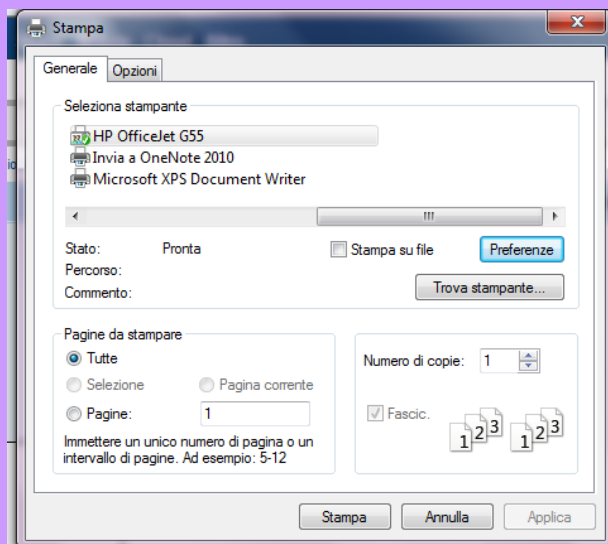 Stampa
Generale Opzioni
Seleziona stampante
HP OfficeJet G55
Invia a OneNote 2010
Microsoft XPS Document Writer
Stato: Pronta Stampa su file Preferenze
Percorso:
Commento: Trova stampante...
Pagine da stampare
Tutte Numero di copie: 1
Selezione Pagina corrente
Pagine: 1 Fascic.
1 2 3 1 2 3
Immettere un unico numero di pagina o un
intervallo di pagine. Ad esempio: 5-12
Stampa Annulla Applica